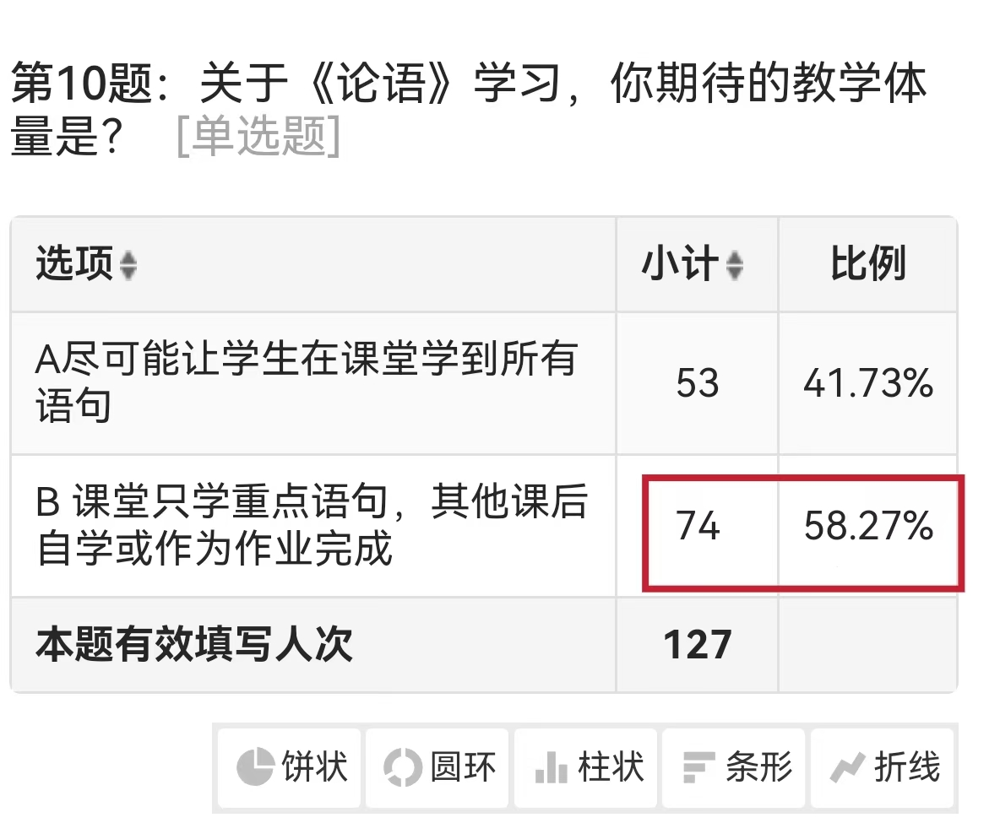 第10题：关于《论语》学习，你期待的教学体
量是？ [单选题]
选项 小计 比例
A尽可能让学生在课堂学到所有
语句
53 41.73%
B 课堂只学重点语句，其他课后
自学或作为作业完成
74 58.27%
本题有效填写人次 127
饼状 圆环 柱状 条形 折线